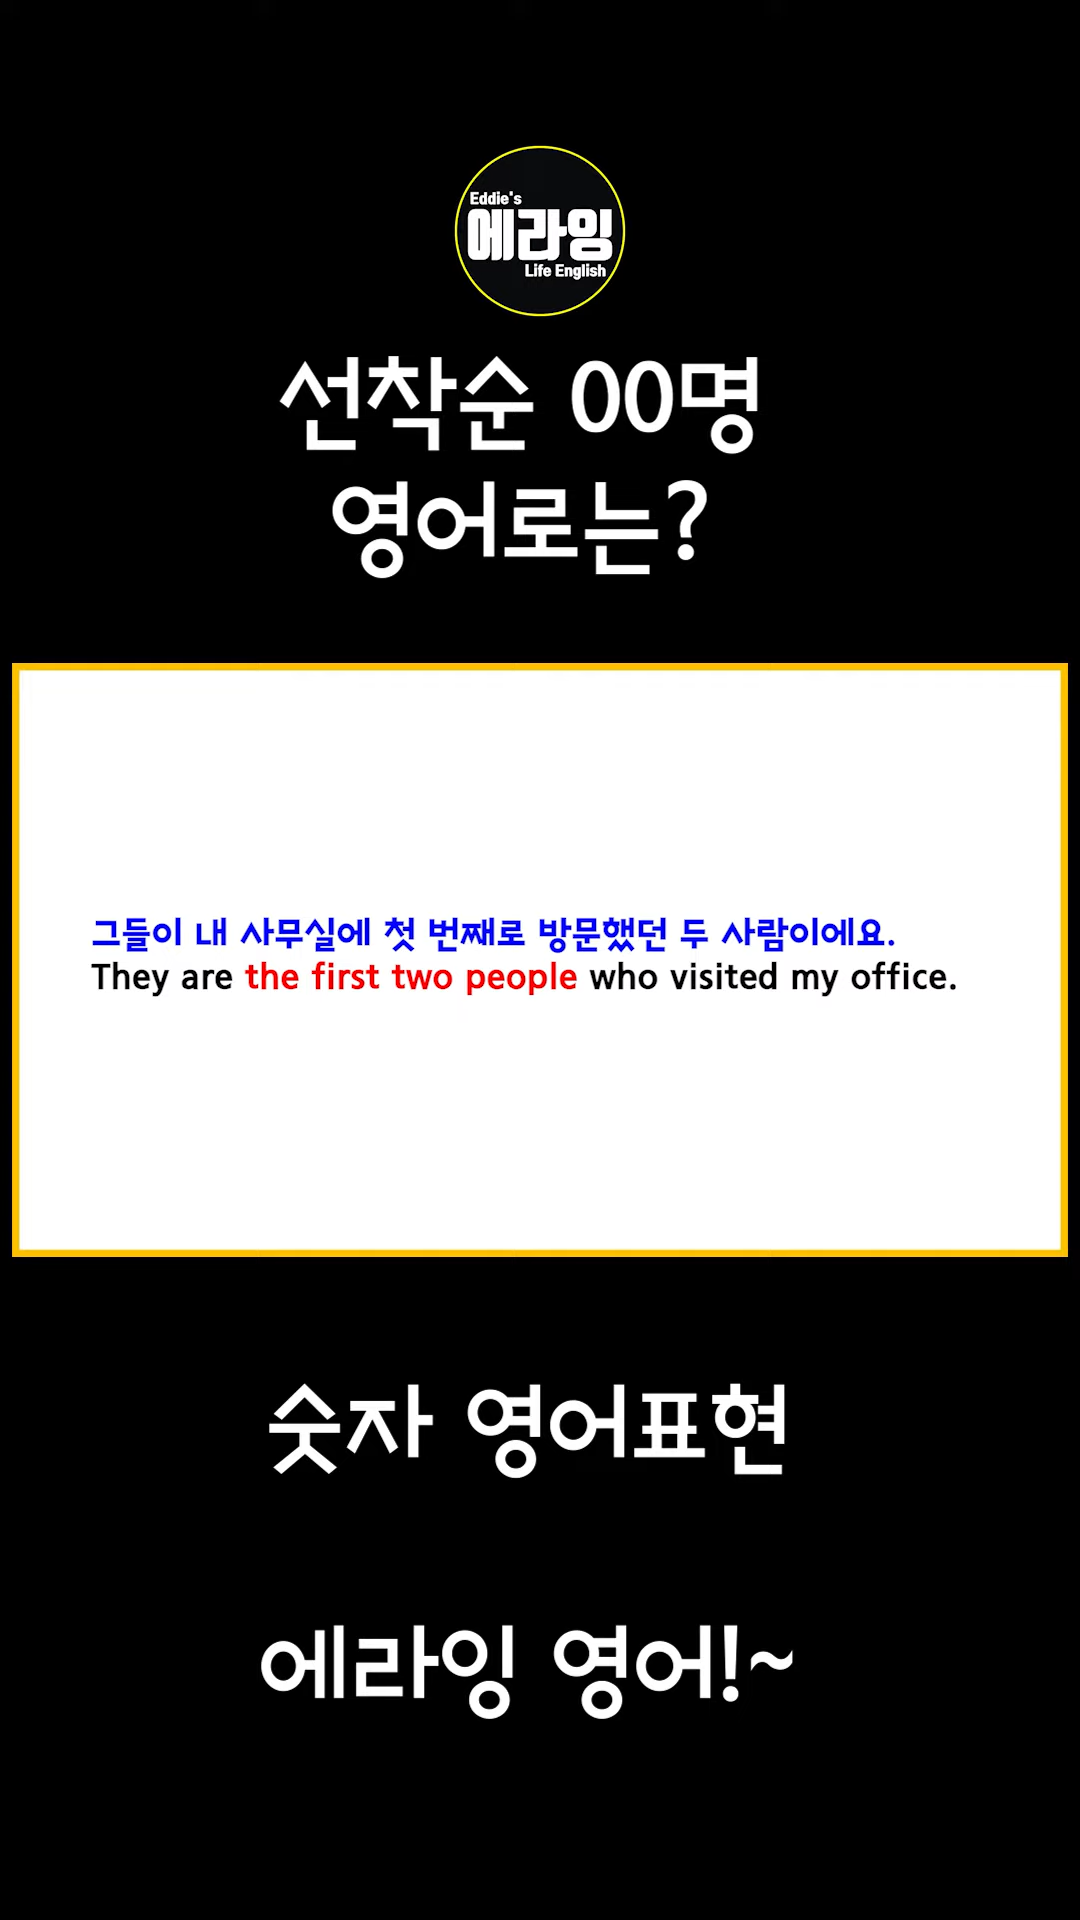 Eddie's
에라잉
Life English
선착순 00명
영어로는?
그들이 내 사무실에 첫 번째로 방문했던 두 사람이에요.
They are the first two people who visited my office.
숫자 영어표현
에라잉 영어!~